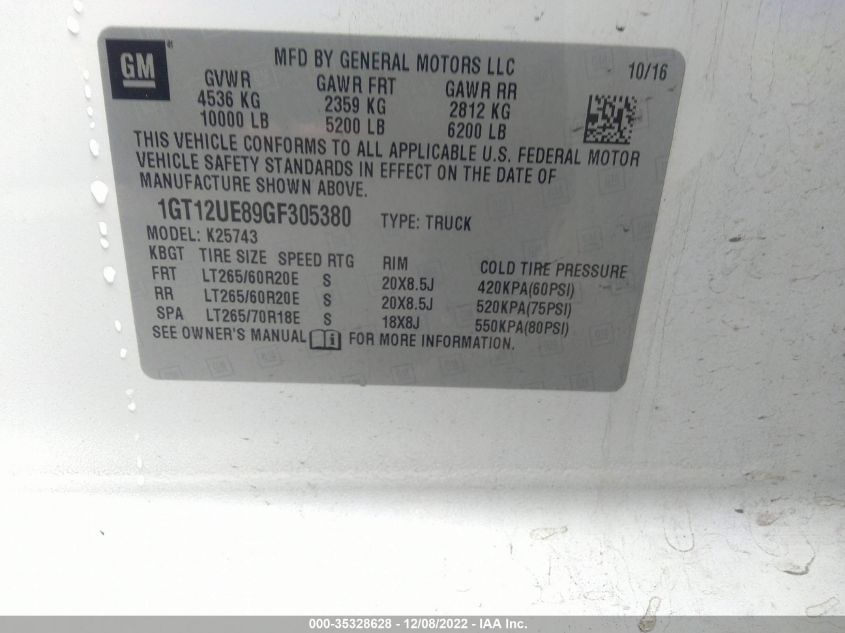 GM
MFD BY GENERAL MOTORS LLC 10/16
GVWR GAWR FRT GAWR RR
4536 KG 2359 KG 2812 KG
10000 LB 5200 LB 6200 LB
THIS VEHICLE CONFORMS TO ALL APPLICABLE U.S. FEDERAL MOTOR
VEHICLE SAFETY STANDARDS IN EFFECT ON THE DATE OF
MANUFACTURE SHOWN ABOVE.
1GT12UE89GF305380 TYPE: TRUCK
MODEL: K25743
KBGT TIRE SIZE SPEED RTG RIM COLD TIRE PRESSURE
FRT LT265/60R20E S 20X8.5J 420KPA(60PSI)
RR LT265/60R20E S 20X8.5J 520KPA(75PSI)
SPA LT265/70R18E S 18X8J 550KPA(80PSI)
SEE OWNER'S MANUAL FOR MORE INFORMATION.
000-35328628 - 12/08/2022 - IAA Inc.